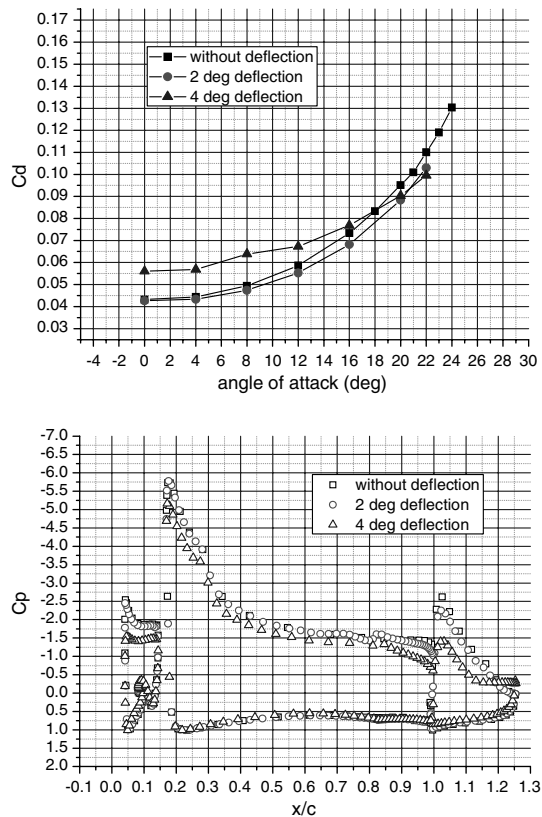 0.17
0.16
0.15
0.14
0.13
0.12
0.11
0.10
0.09
0.08
0.07
0.06
0.05
0.04
0.03
Cd
without deflection
2 deg deflection
4 deg deflection
-4 -2 0 2 4 6 8 10 12 14 16 18 20 22 24 26 28 30
angle of attack (deg)
-7.0
-6.5
-6.0
-5.5
-5.0
-4.5
-4.0
-3.5
-3.0
-2.5
-2.0
-1.5
-1.0
-0.5
0.0
0.5
1.0
1.5
2.0
Cp
without deflection
2 deg deflection
4 deg deflection
-0.1 0.0 0.1 0.2 0.3 0.4 0.5 0.6 0.7 0.8 0.9 1.0 1.1 1.2 1.3
x/c